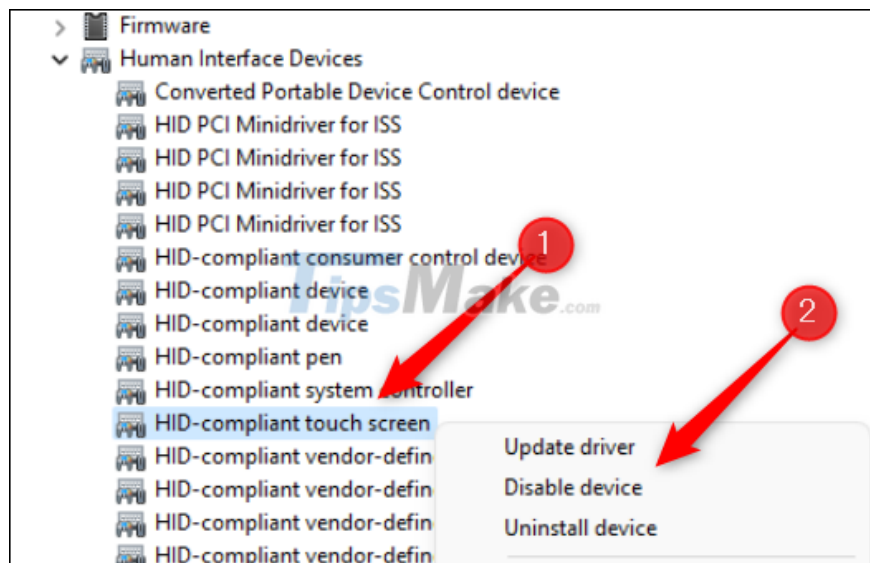 Firmware
Human Interface Devices
Converted Portable Device Control device
HID PCI Minidriver for ISS
HID PCI Minidriver for ISS
HID PCI Minidriver for ISS
HID PCI Minidriver for ISS
HID-compliant consumer control device
1
TipsMake.com
HID-compliant device
HID-compliant device
2
HID-compliant pen
HID-compliant system controller
HID-compliant touch screen
HID-compliant vendor-defin
HID-compliant vendor-defin
HID-compliant vendor-defin
HID-compliant vendor-defin
Update driver
Disable device
Uninstall device